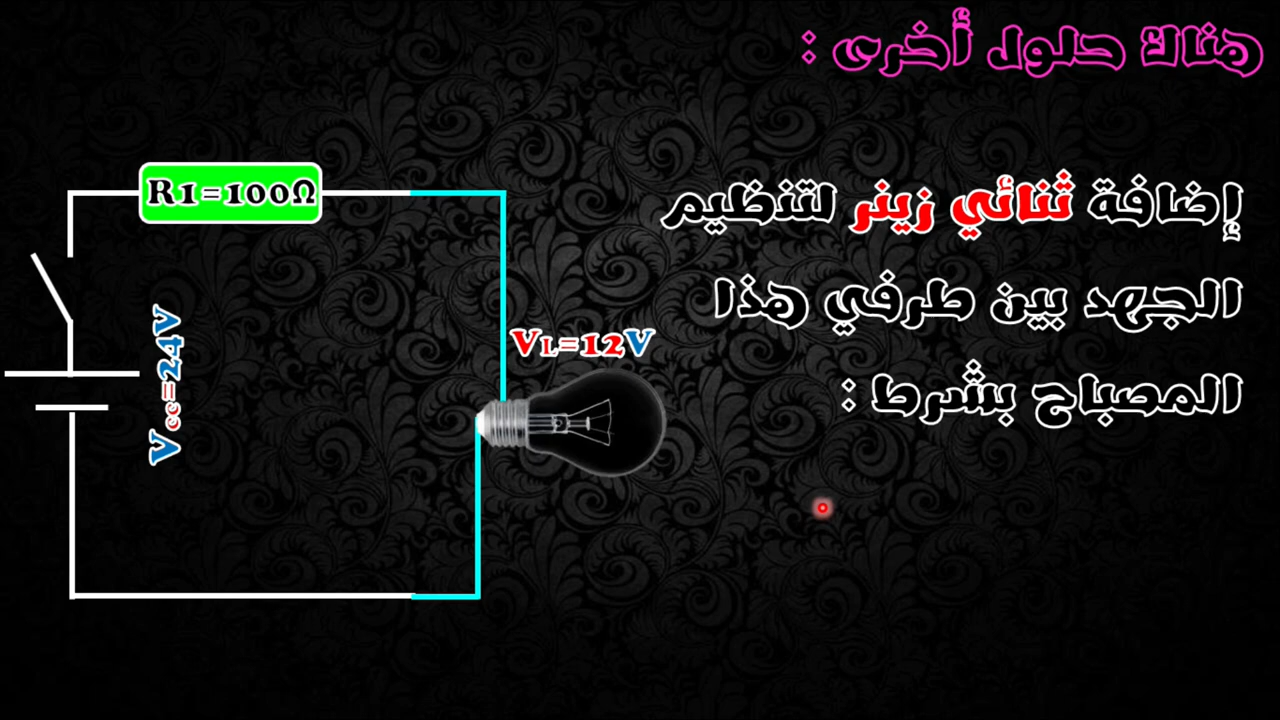 هناك حلول أخرى :
إضافة ثنائي زينر لتنظيم
الجهد بين طرفي هذا
المصباح بشرط :
R1=100Ω
Vcc=24V
VL=12V